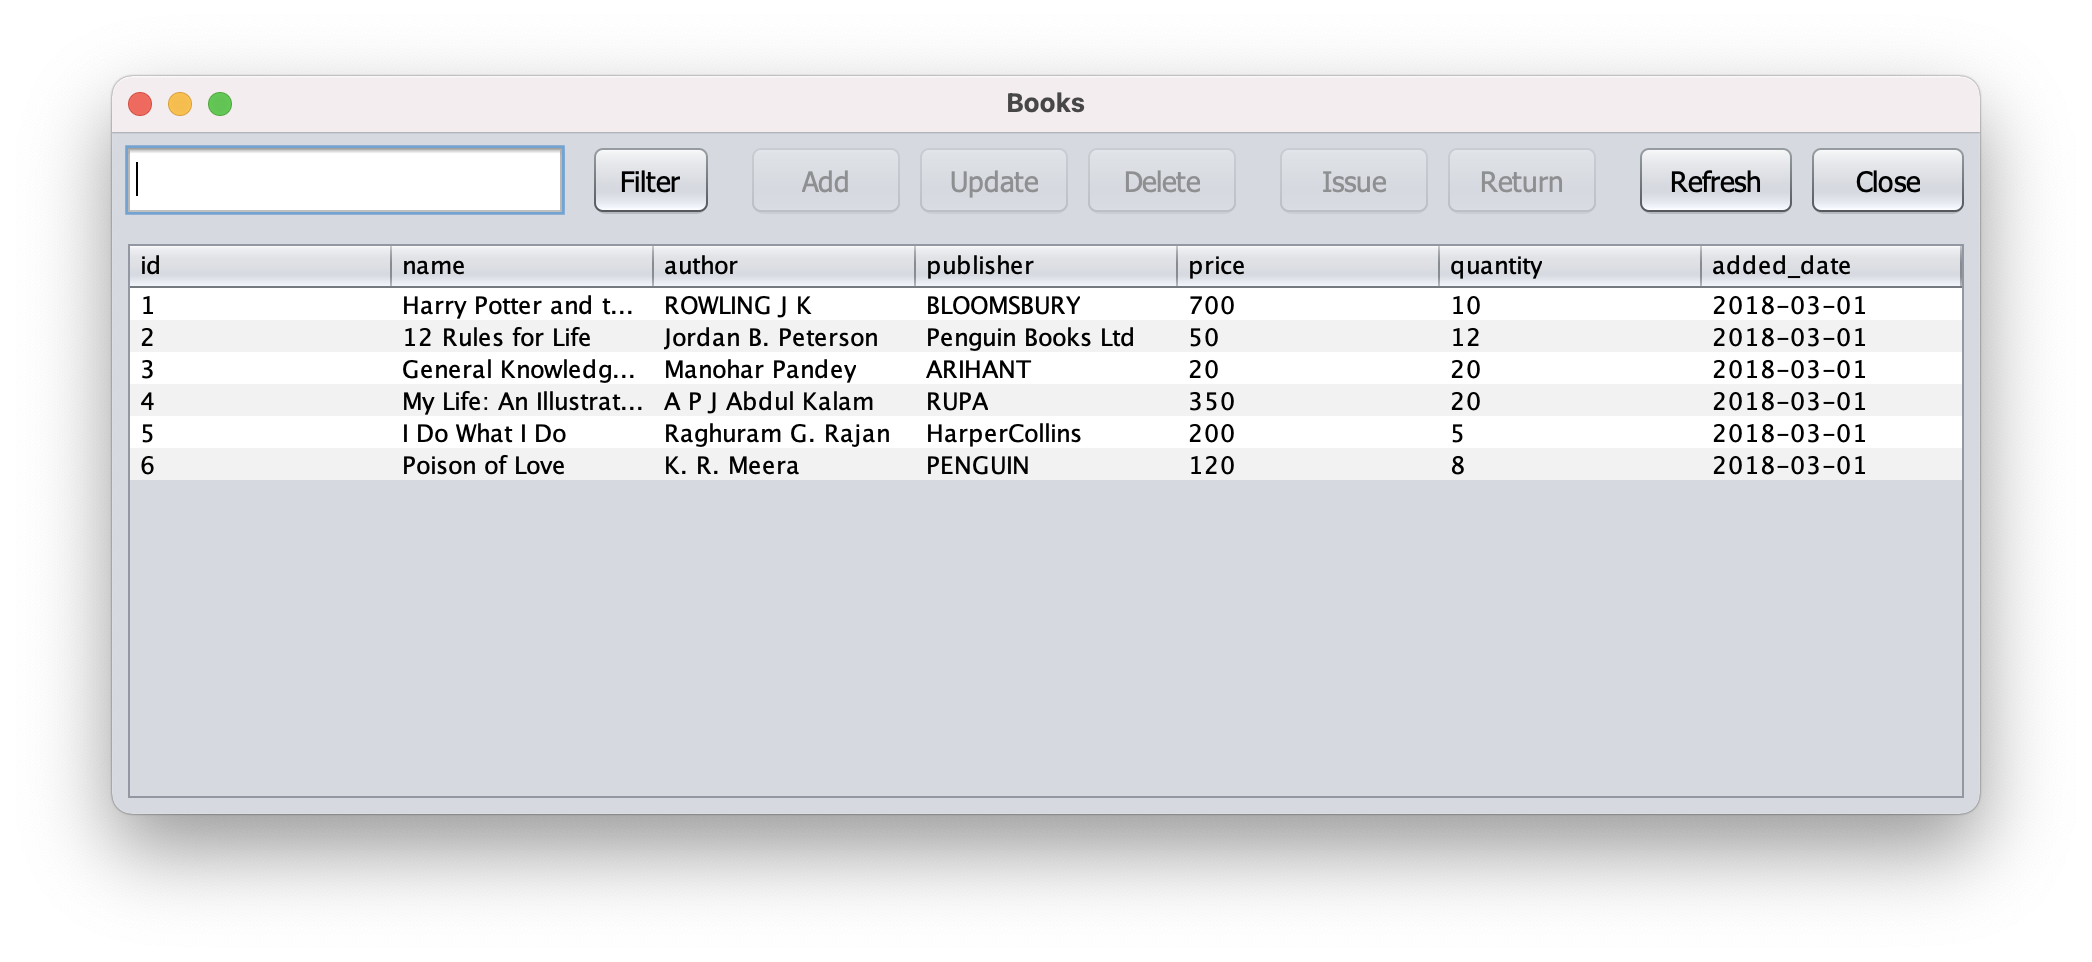 Books
Filter Add Update Delete Issue Return Refresh Close
id name author publisher price quantity added_date
1 Harry Potter and t... ROWLING J K BLOOMSBURY 700 10 2018-03-01
2 12 Rules for Life Jordan B. Peterson Penguin Books Ltd 50 12 2018-03-01
3 General Knowledg... Manohar Pandey ARIHANT 20 20 2018-03-01
4 My Life: An Illustrat... A P J Abdul Kalam RUPA 350 20 2018-03-01
5 I Do What I Do Raghuram G. Rajan HarperCollins 200 5 2018-03-01
6 Poison of Love K. R. Meera PENGUIN 120 8 2018-03-01